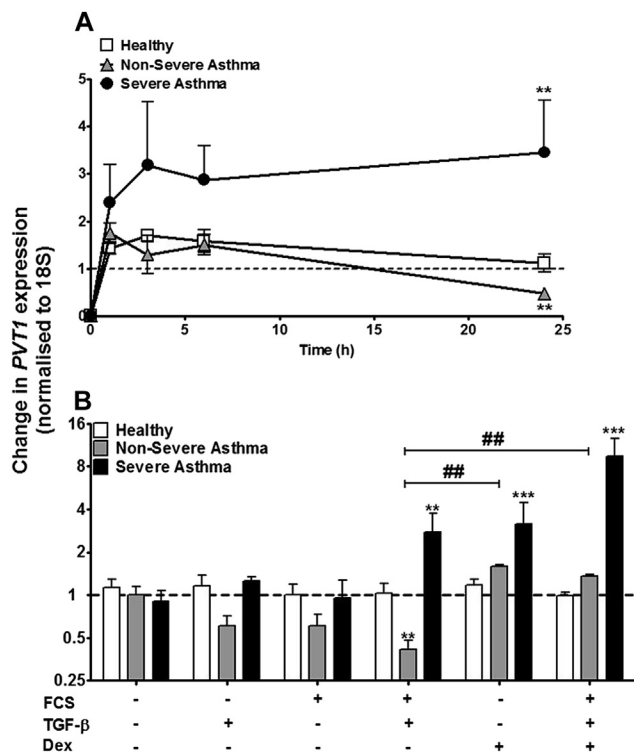 A
Healthy
Non-Severe Asthma
Severe Asthma
5
4
3
2
1
0
**
**
0 5 10 15 20 25
Time (h)
Change in PVT1 expression
(normalised to 18S)
B
Healthy
Non-Severe Asthma
Severe Asthma
16
8
4
2
1
0.5
0.25
##
##
***
***
**
**
FCS - - + + - +
TGF-β - + - + - +
Dex - - - - + +